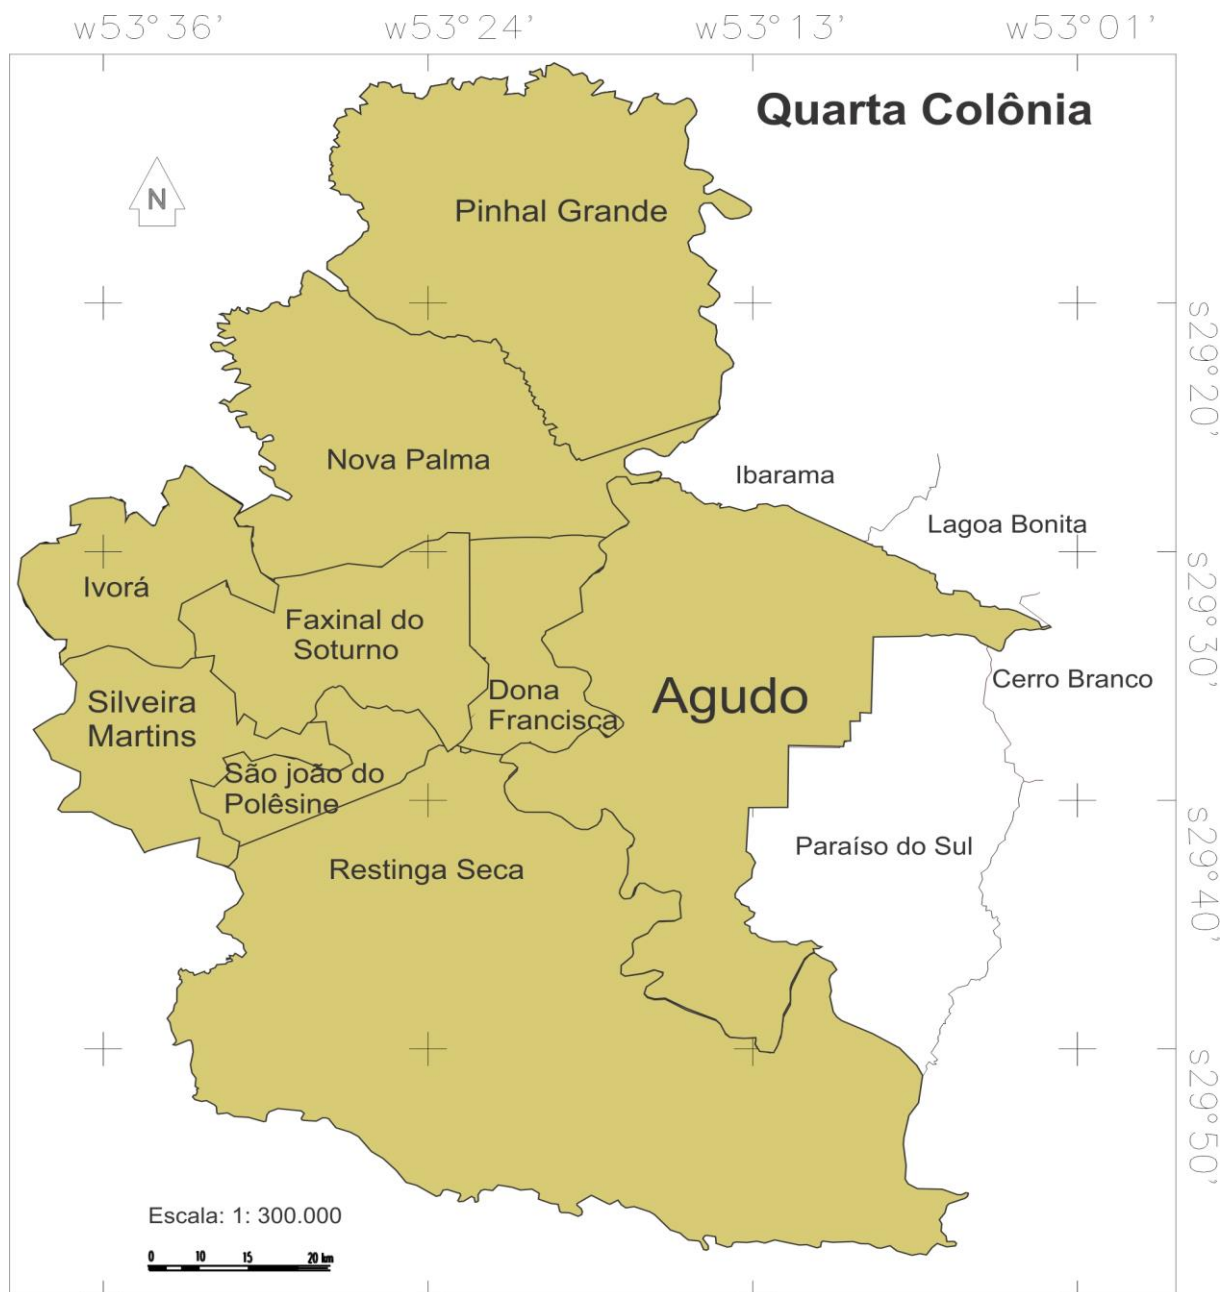 w53°36' w53°24' w53°13' w53°01'
Quarta Colônia
N
Pinhal Grande
s29°20'
Nova Palma
Ibarama
Lagoa Bonita
Ivorá
Faxinal do
Soturno
s29°30'
Cerro Branco
Silveira
Martins
Dona
Francisca
Agudo
São joão do
Polêsine
Paraíso do Sul
s29°40'
Restinga Seca
s29°50'
Escala: 1: 300.000
0 10 15 20 km